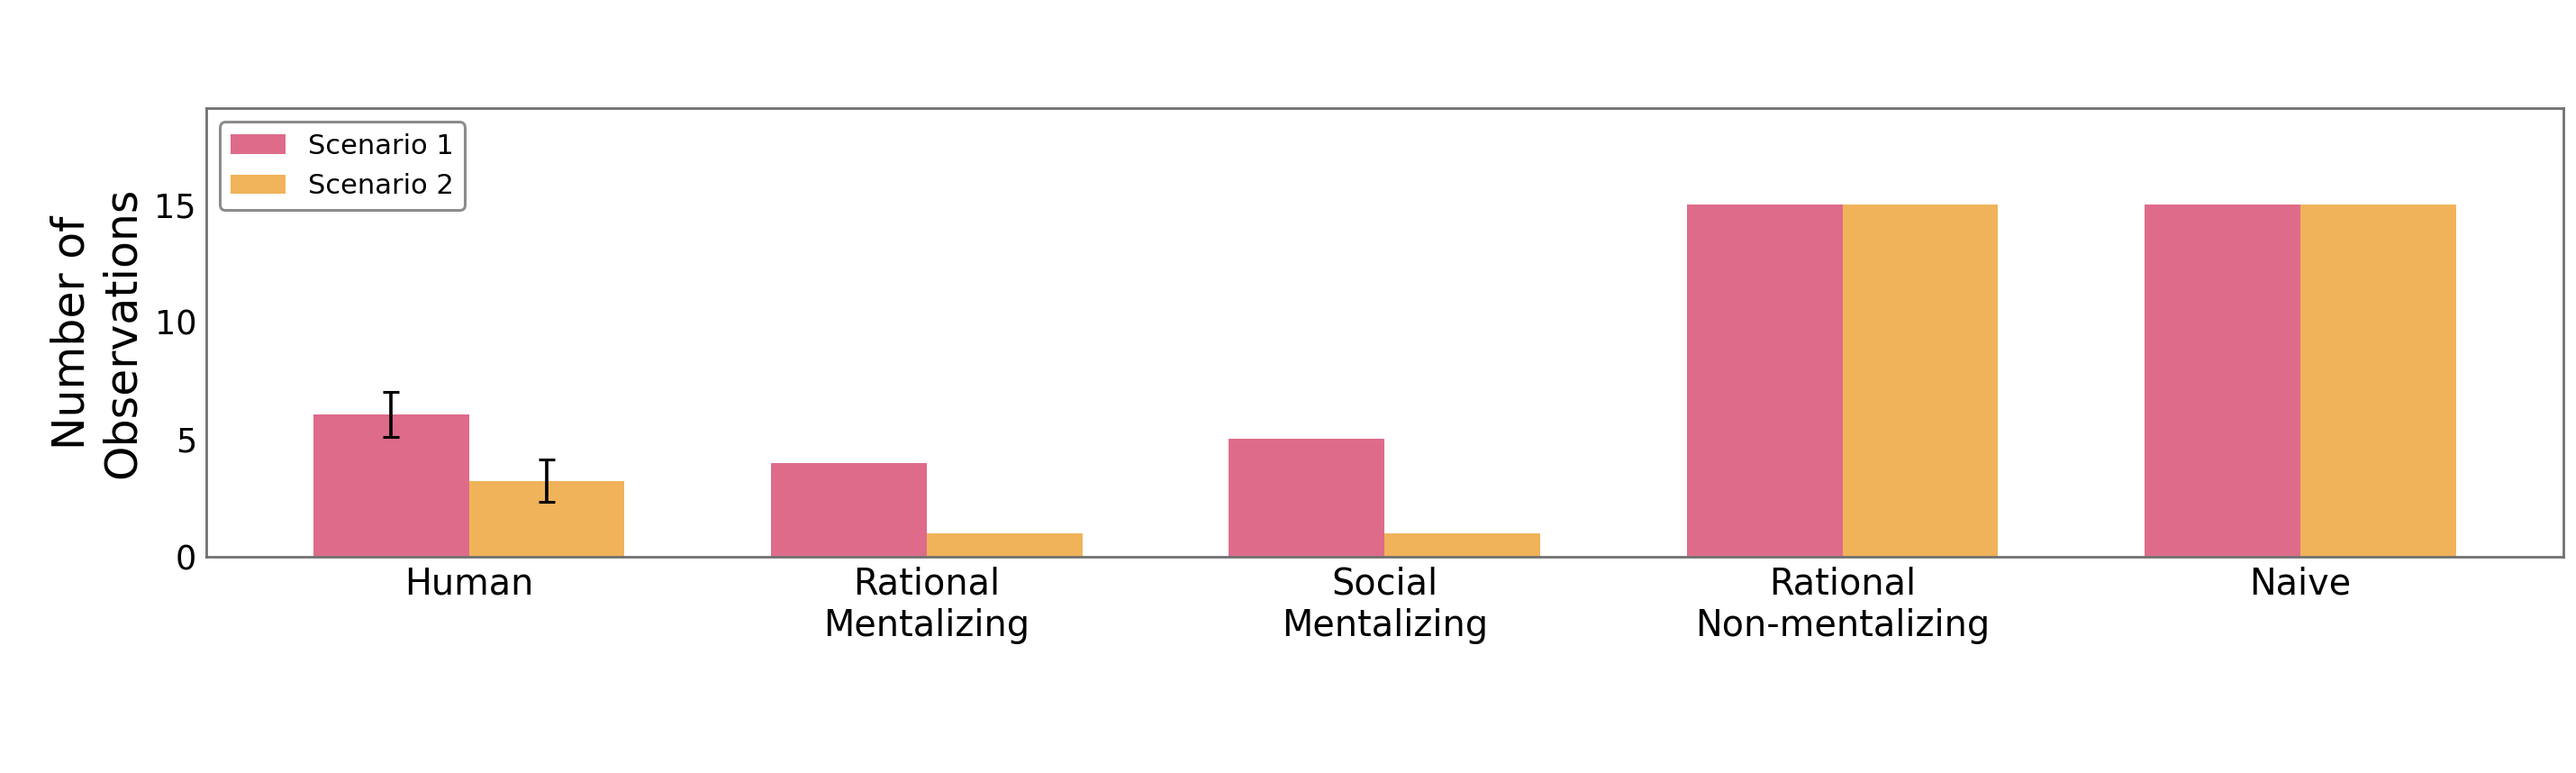 Scenario 1
Scenario 2
Number of
Observations
15
10
5
0
Human
Rational
Mentalizing
Social
Mentalizing
Rational
Non-mentalizing
Naive